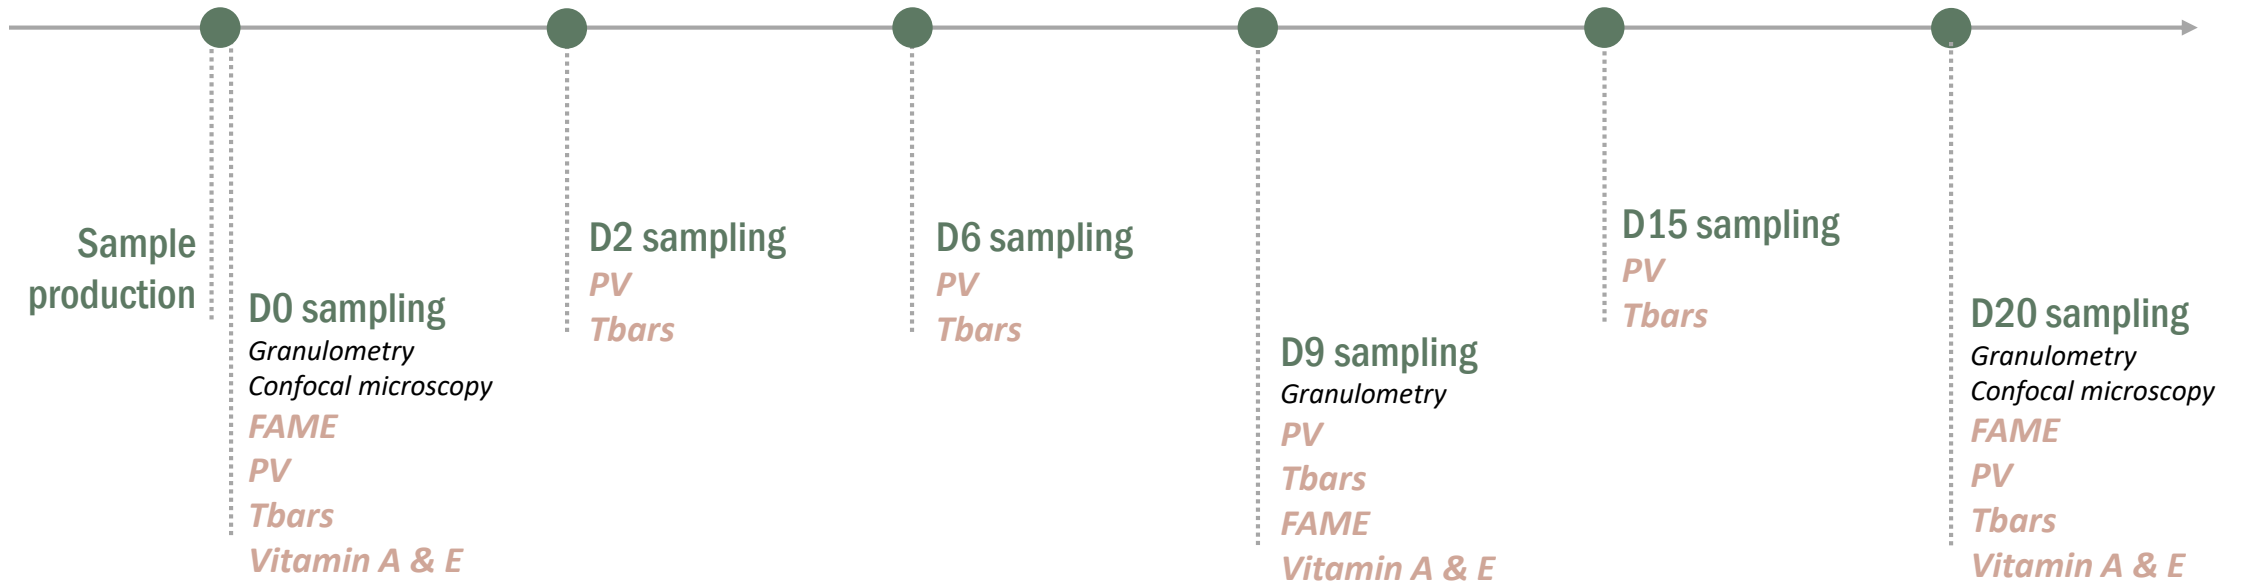 Sample
production
D0 sampling
Granulometry
Confocal microscopy
FAME
PV
Tbars
Vitamin A & E
D2 sampling
PV
Tbars
D6 sampling
PV
Tbars
D9 sampling
Granulometry
PV
Tbars
FAME
Vitamin A & E
D15 sampling
PV
Tbars
D20 sampling
Granulometry
Confocal microscopy
FAME
PV
Tbars
Vitamin A & E